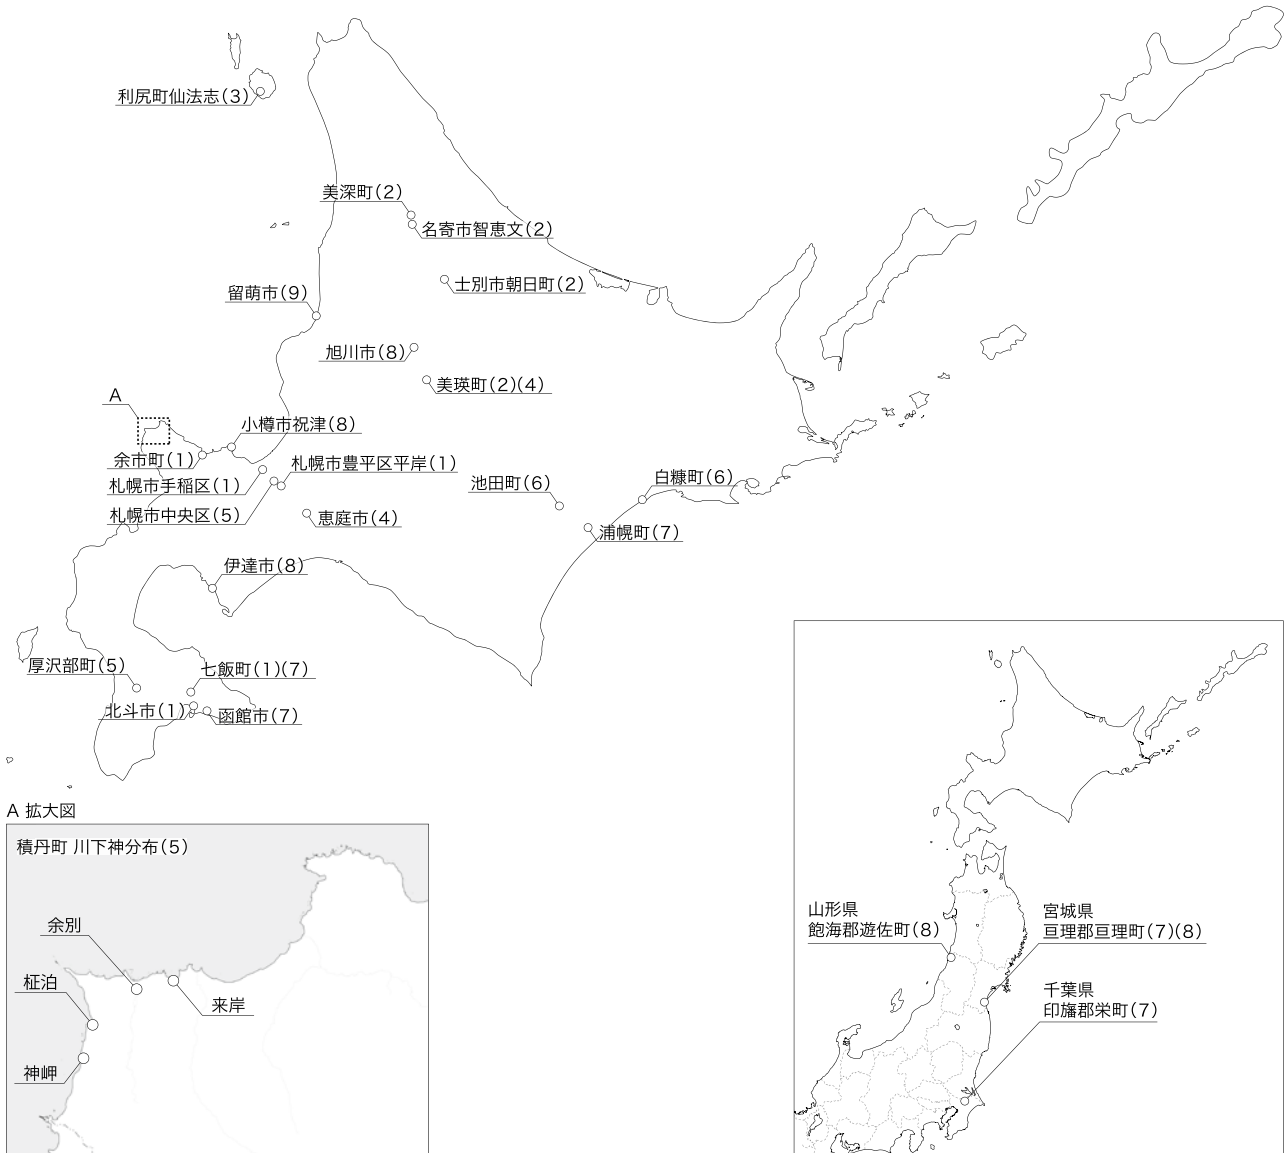 利尻町仙法志（3）
美深町（2）
名寄市智恵文（2）
士別市朝日町（2）
留萌市（9）
旭川市（8）
美瑛町（2）（4）
A
小樽市祝津（8）
余市町（1）
札幌市豊平区平岸（1）
札幌市手稲区（1）
池田町（6）
白糠町（6）
札幌市中央区（5）
恵庭市（4）
浦幌町（7）
伊達市（8）
厚沢部町（5）
七飯町（1）（7）
北斗市（1）
函館市（7）
A 拡大図
積丹町 川下神分布（5）
余別
柾泊
来岸
神岬
山形県
飽海郡遊佐町（8）
宮城県
亘理郡亘理町（7）（8）
千葉県
印旛郡栄町（7）